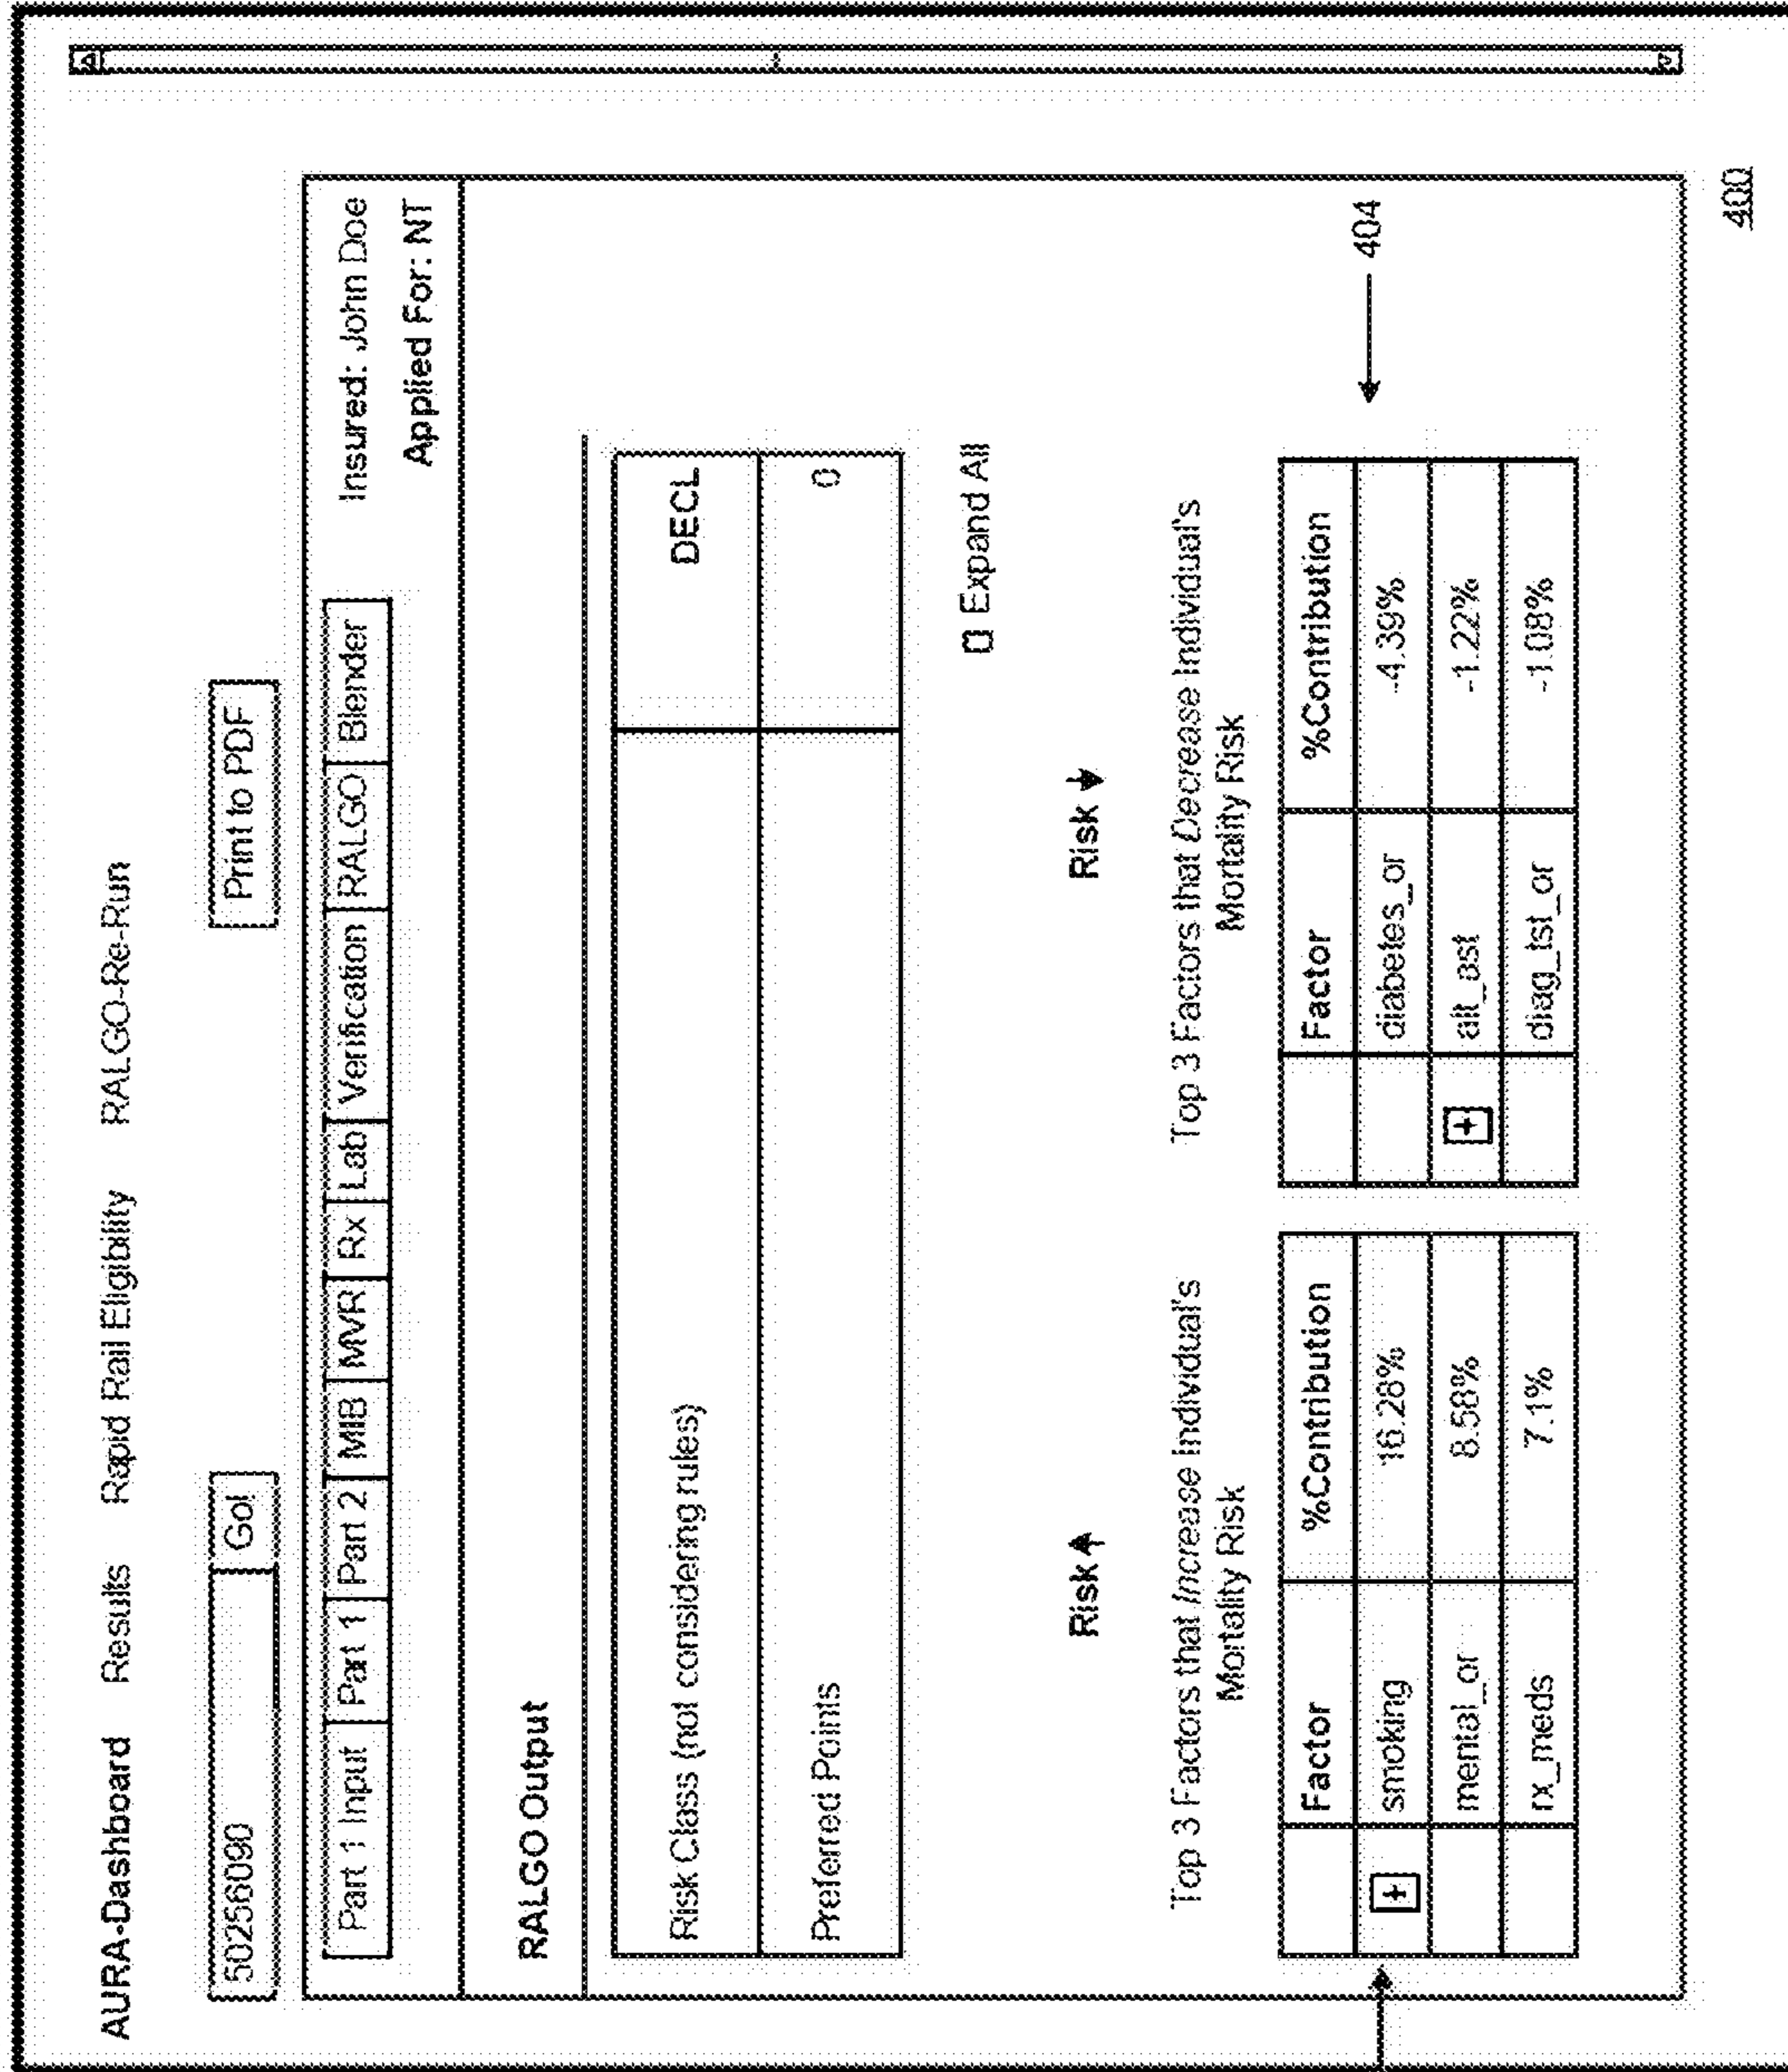 AURA-Dashboard Results Rapid Rail Eligibility RALGO-Re-Run
50256090 Go! Print to PDF
Part 1 Input Part 1 Part 2 MIB MVR Rx Lab Verification RALGO Blender Insured: John Doe
Applied For: NT
RALGO Output
Risk Class (not considering rules) DECL
Preferred Points 0
Expand All
Risk Risk
Top 3 Factors that Increase Individual's Top 3 Factors that Decrease Individual's
Mortality Risk Mortality Risk
Factor %Contribution Factor %Contribution
+ smoking 16.28% diabetes_or -4.39% 404
mental_or 8.58% + alt_ast -1.22%
rx_meds 7.1% diag_tst_or -1.08%
400